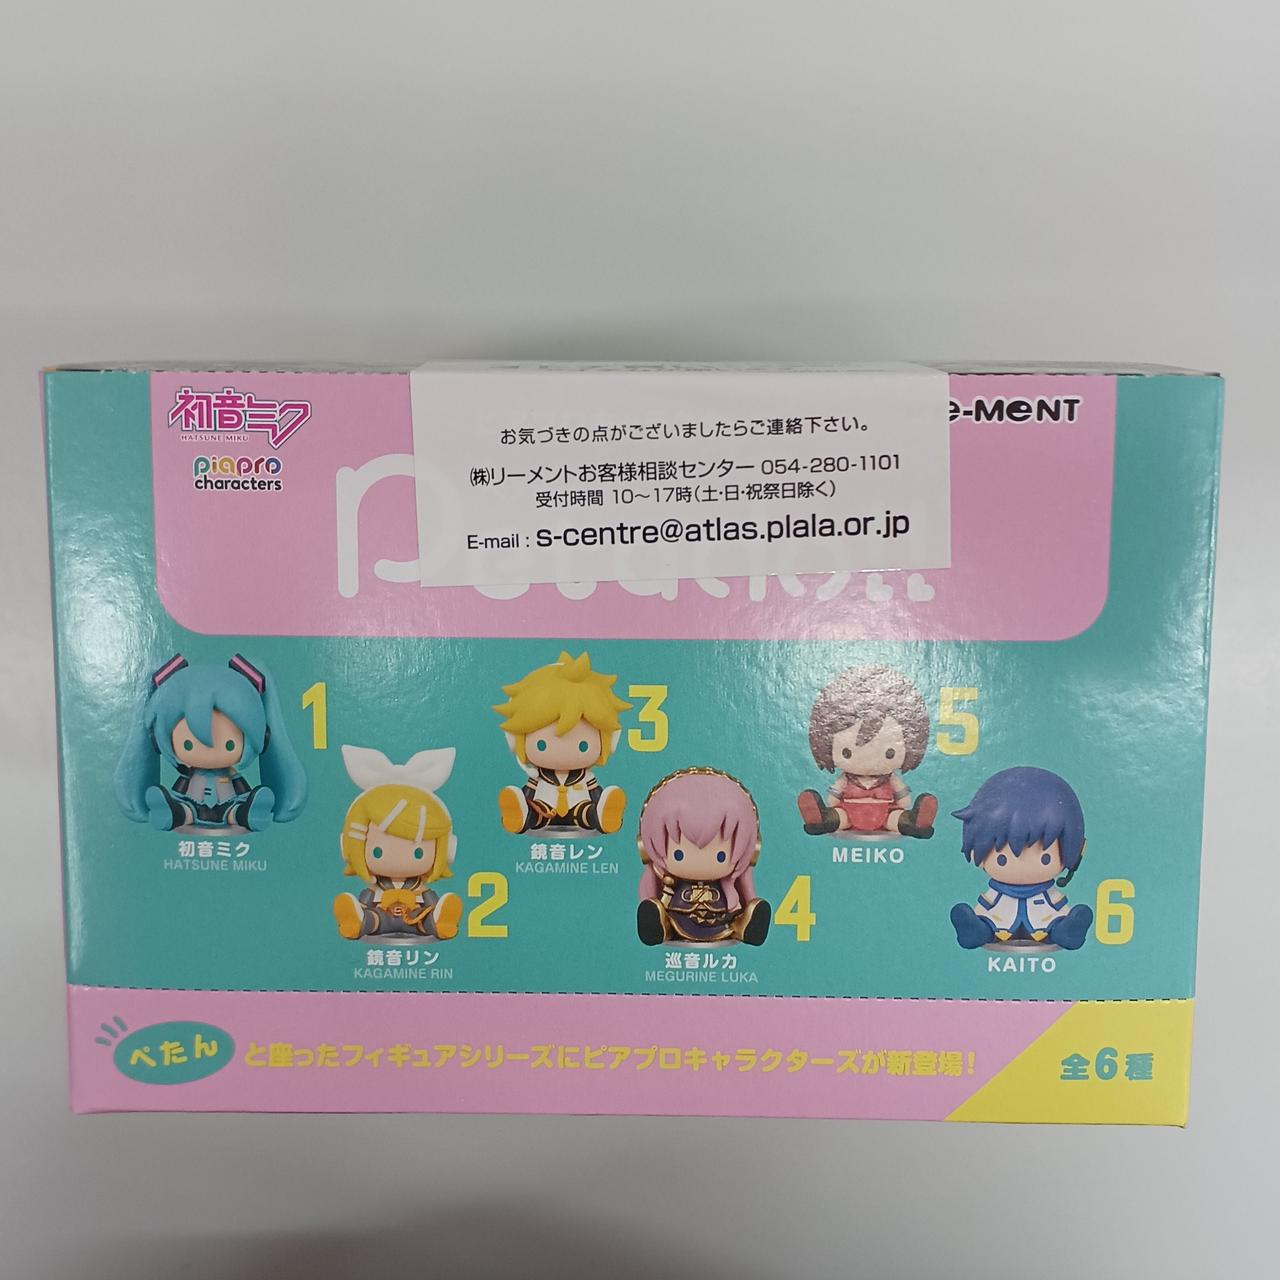 初音ミク
HATSUNE MIKU
piapro
characters
e-MENT
お気づきの点がございましたらご連絡下さい。
㈱リーメントお客様相談センター 054-280-1101
受付時間 10～17時(土・日・祝祭日除く)
E-mail : s-centre@atlas.plala.or.jp
1
初音ミク
HATSUNE MIKU
2
鏡音リン
KAGAMINE RIN
3
鏡音レン
KAGAMINE LEN
4
巡音ルカ
MEGURINE LUKA
5
MEIKO
6
KAITO
ぺたんと座ったフィギュアシリーズにピアプロキャラクターズが新登場!
全6種